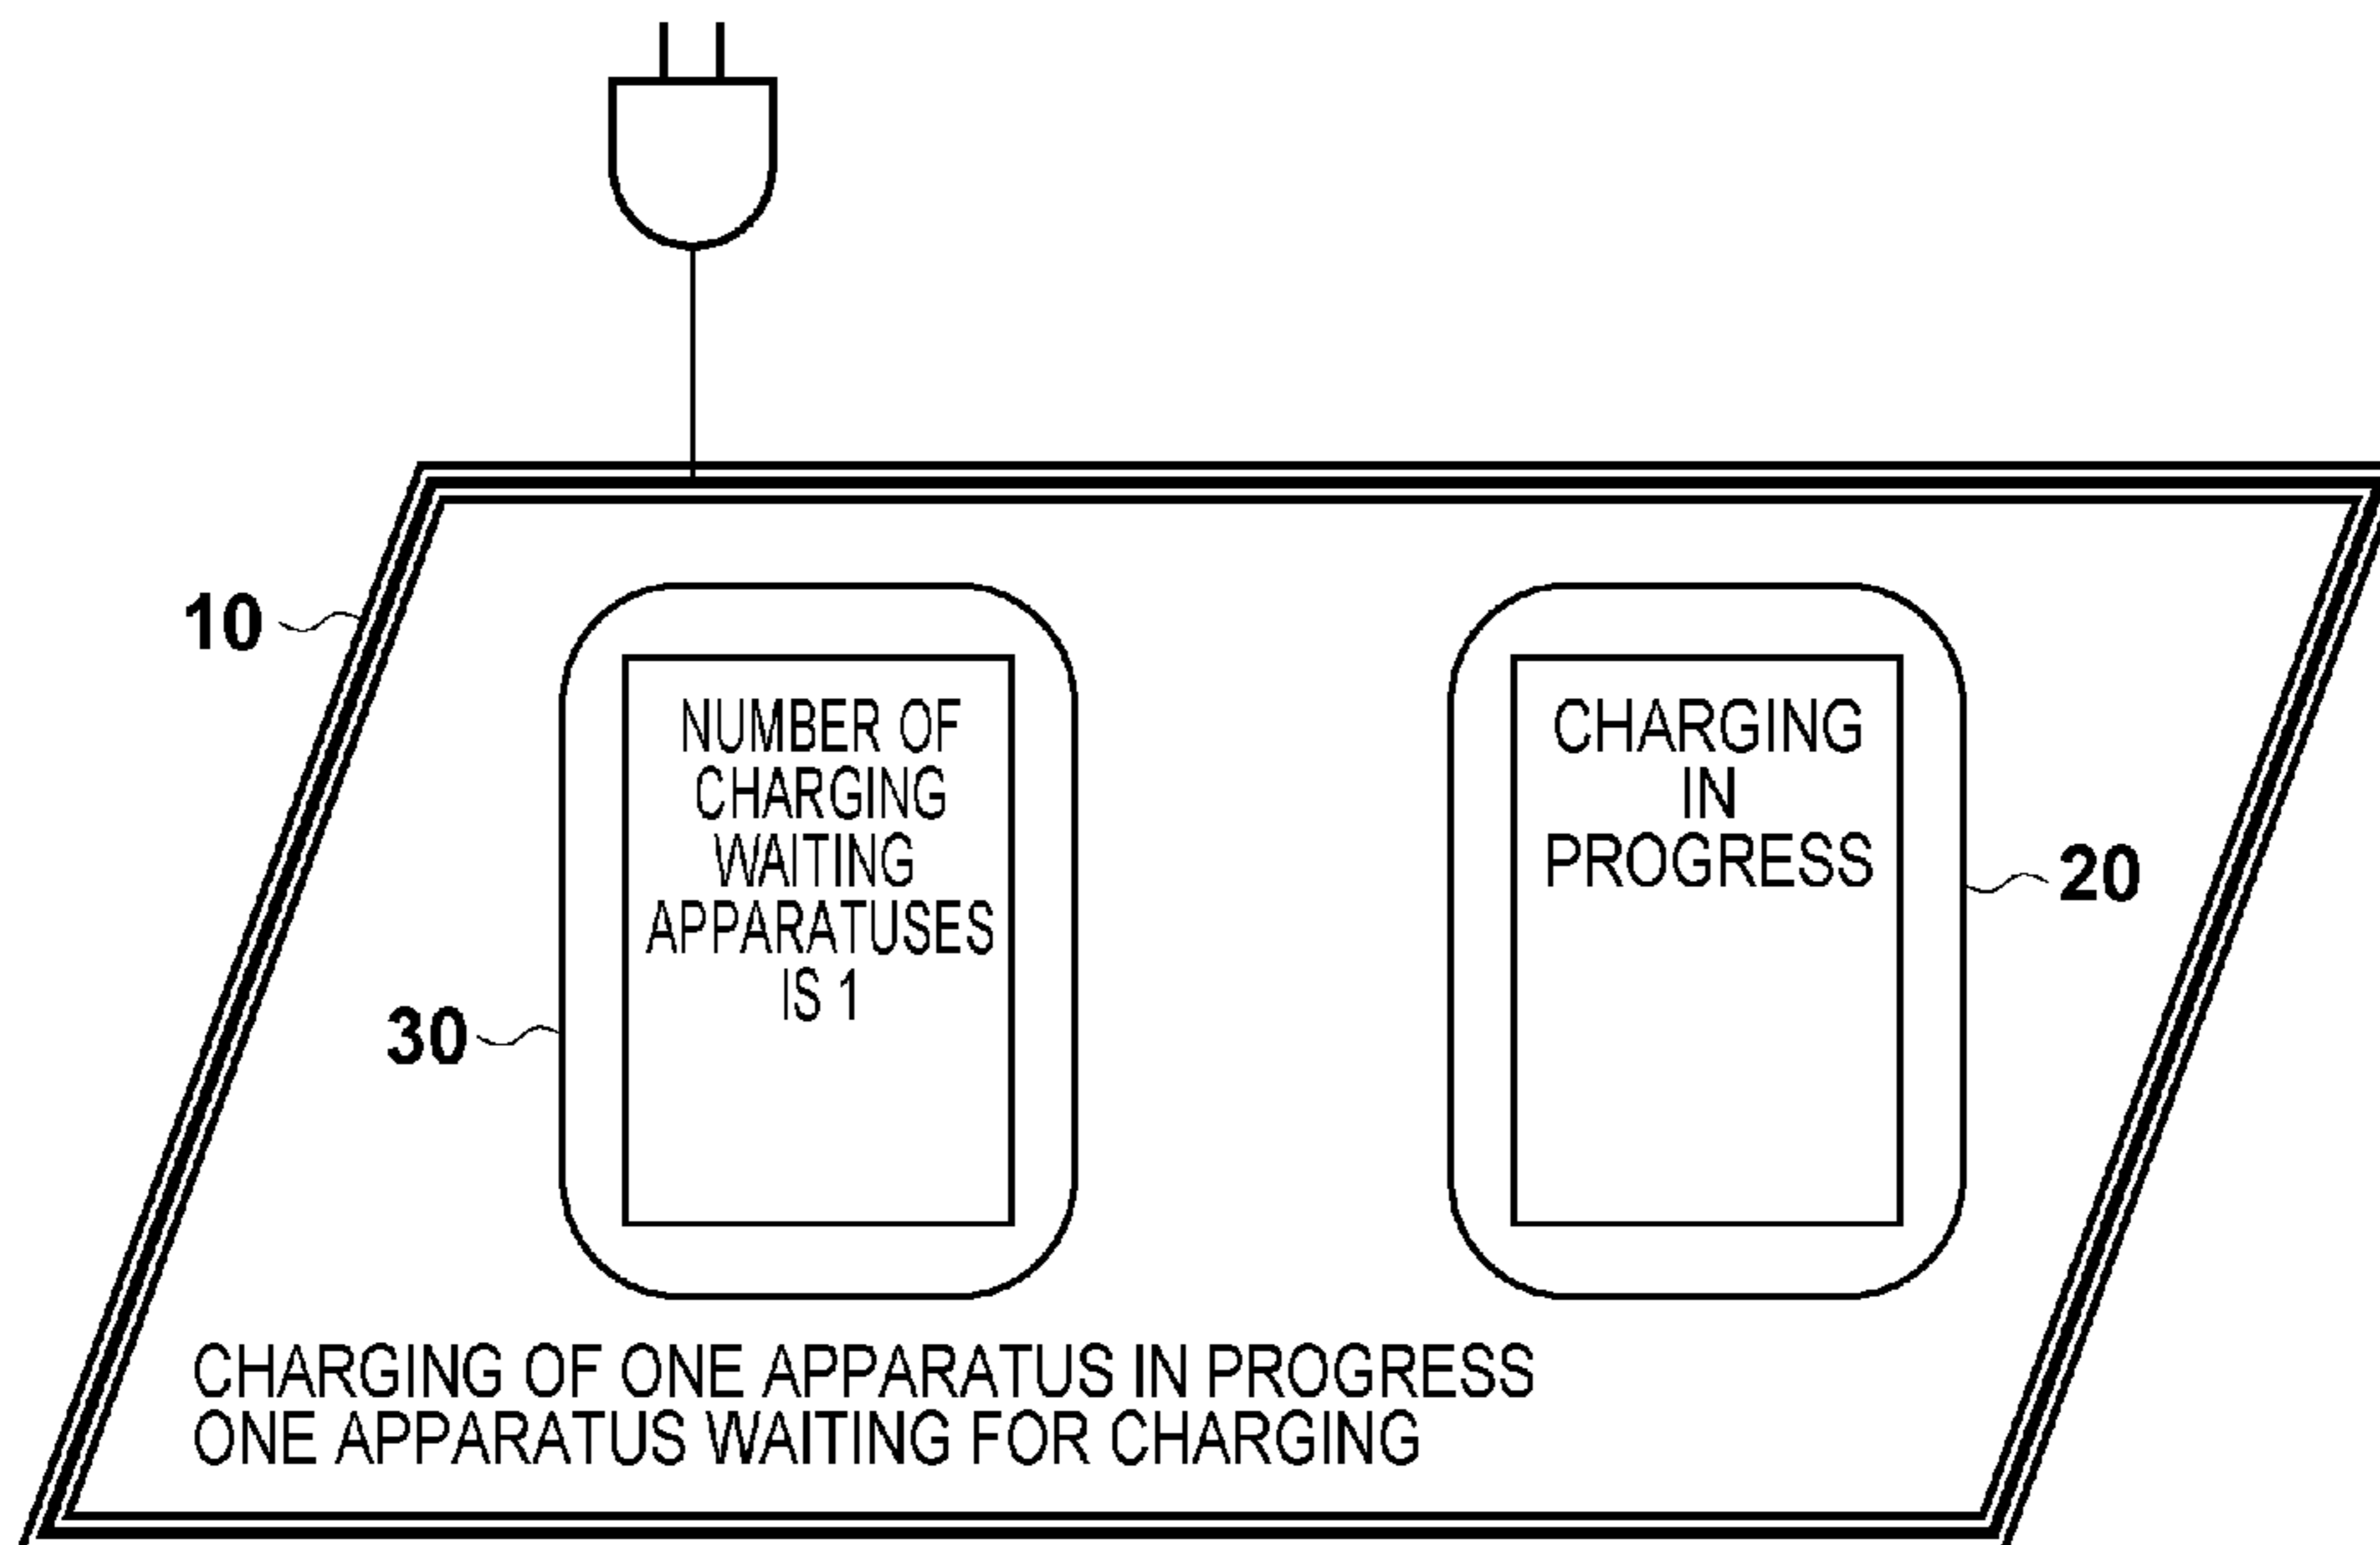 10
NUMBER OF
CHARGING
WAITING
APPARATUSES
IS 1
30
CHARGING
IN
PROGRESS
20
CHARGING OF ONE APPARATUS IN PROGRESS
ONE APPARATUS WAITING FOR CHARGING